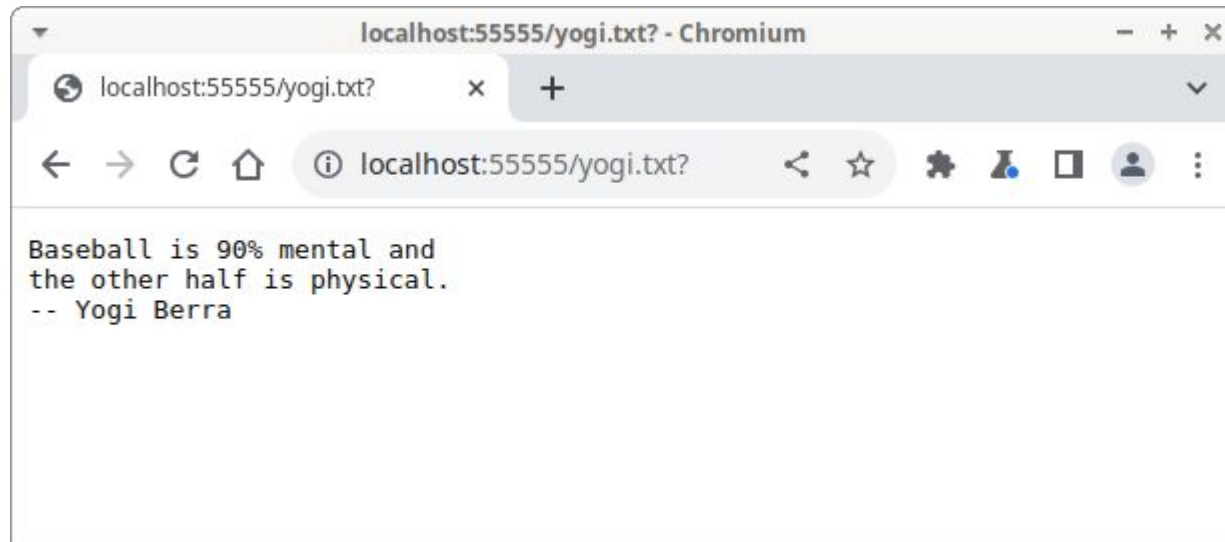 localhost:55555/yogi.txt? - Chromium
localhost:55555/yogi.txt?
localhost:55555/yogi.txt?
Baseball is 90% mental and
the other half is physical.
-- Yogi Berra